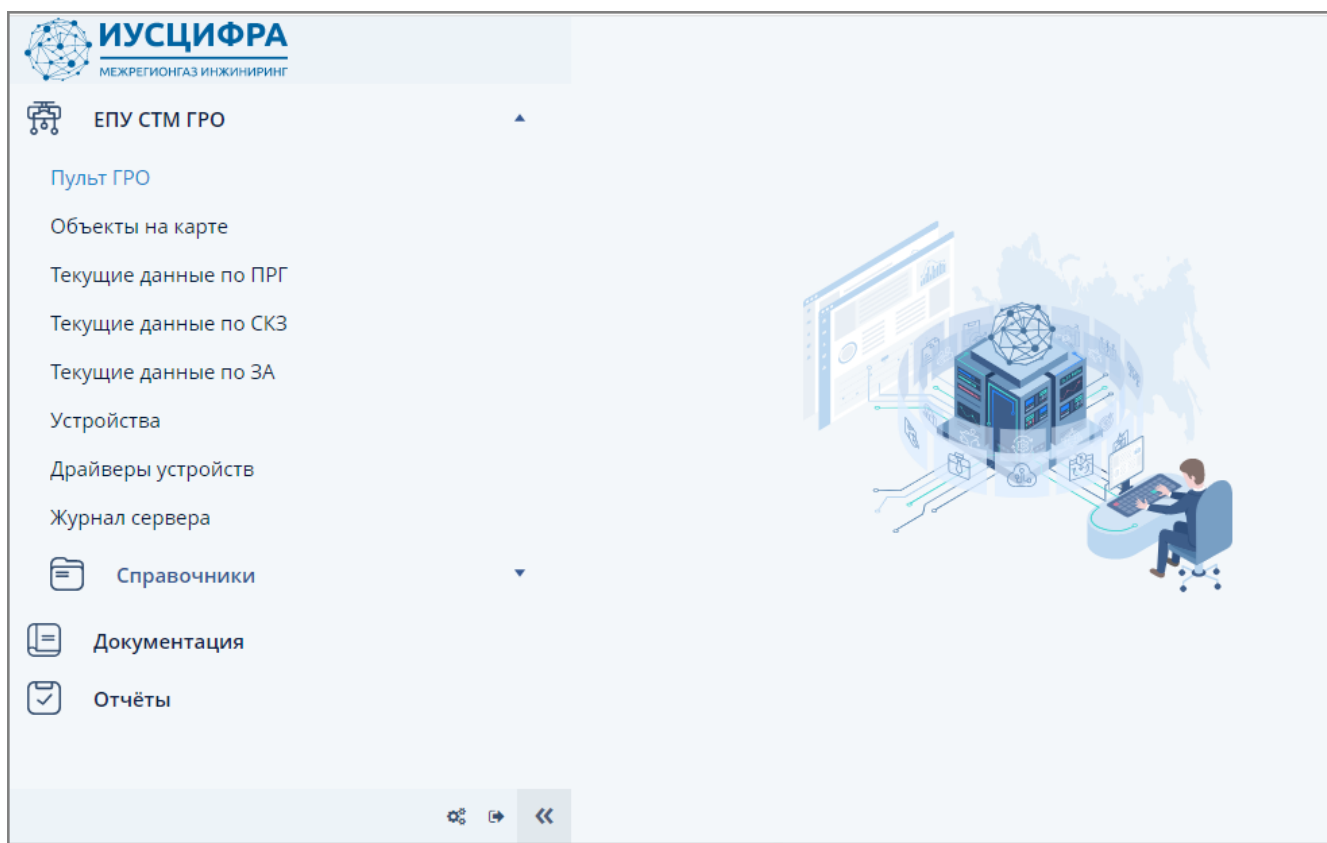 ИУСЦИФРА
МЕЖРЕГИОНГАЗ ИНЖИНИРИНГ
ЕПУ СТМ ГРО
Пульт ГРО
Объекты на карте
Текущие данные по ПРГ
Текущие данные по СКЗ
Текущие данные по ЗА
Устройства
Драйверы устройств
Журнал сервера
Справочники
Документация
Отчёты